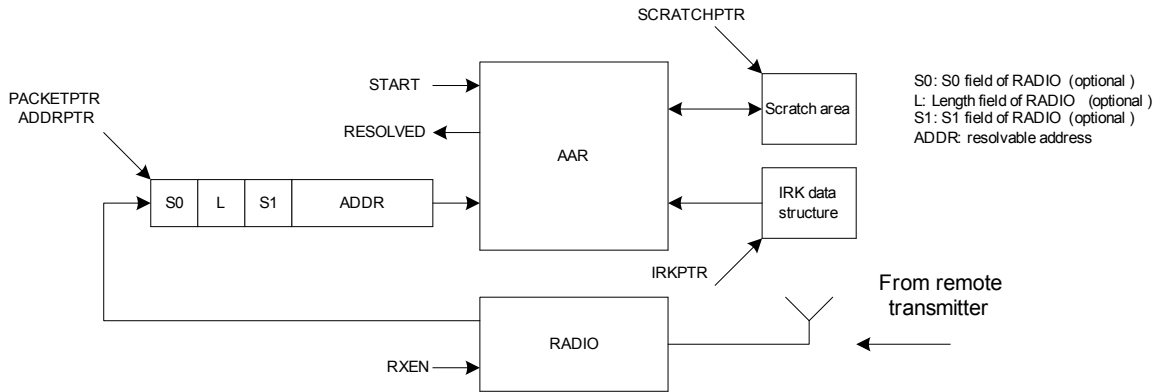 SCRATCHPTR
S0: S0 field of RADIO (optional )
L: Length field of RADIO (optional )
S1: S1 field of RADIO (optional )
ADDR: resolvable address
START
PACKETPTR
ADDRPTR
RESOLVED
AAR
Scratch area
S0 L S1 ADDR
IRK data
structure
IRKPTR
From remote
transmitter
RADIO
RXEN